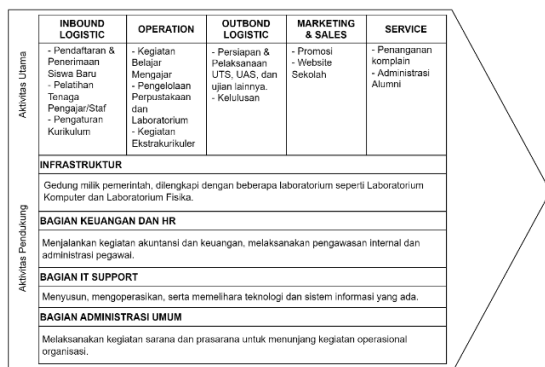 INBOUND
LOGISTIC
- Pendaftaran &
Penerimaan
Siswa Baru
- Pelatihan
Tenaga
Pengajar/Staf
- Pengaturan
Kurikulum
OPERATION
- Kegiatan
Belajar
Mengajar
- Pengelolaan
Perpustakaan
dan
Laboratorium
- Kegiatan
Ekstrakurikuler
OUTBOND
LOGISTIC
- Persiapan &
Pelaksanaan
UTS, UAS, dan
ujian lainnya.
- Kelulusan
MARKETING
& SALES
- Promosi
- Website
Sekolah
SERVICE
- Penanganan
komplain
- Administrasi
Alumni
Aktivitas Utama
INFRASTRUKTUR
Gedung milik pemerintah, dilengkapi dengan beberapa laboratorium seperti Laboratorium
Komputer dan Laboratorium Fisika.
BAGIAN KEUANGAN DAN HR
Menjalankan kegiatan akuntansi dan keuangan, melaksanakan pengawasan internal dan
administrasi pegawai.
BAGIAN IT SUPPORT
Menyusun, mengoperasikan, serta memelihara teknologi dan sistem informasi yang ada.
BAGIAN ADMINISTRASI UMUM
Melaksanakan kegiatan sarana dan prasarana untuk menunjang kegiatan operasional
organisasi.
Aktivitas Pendukung